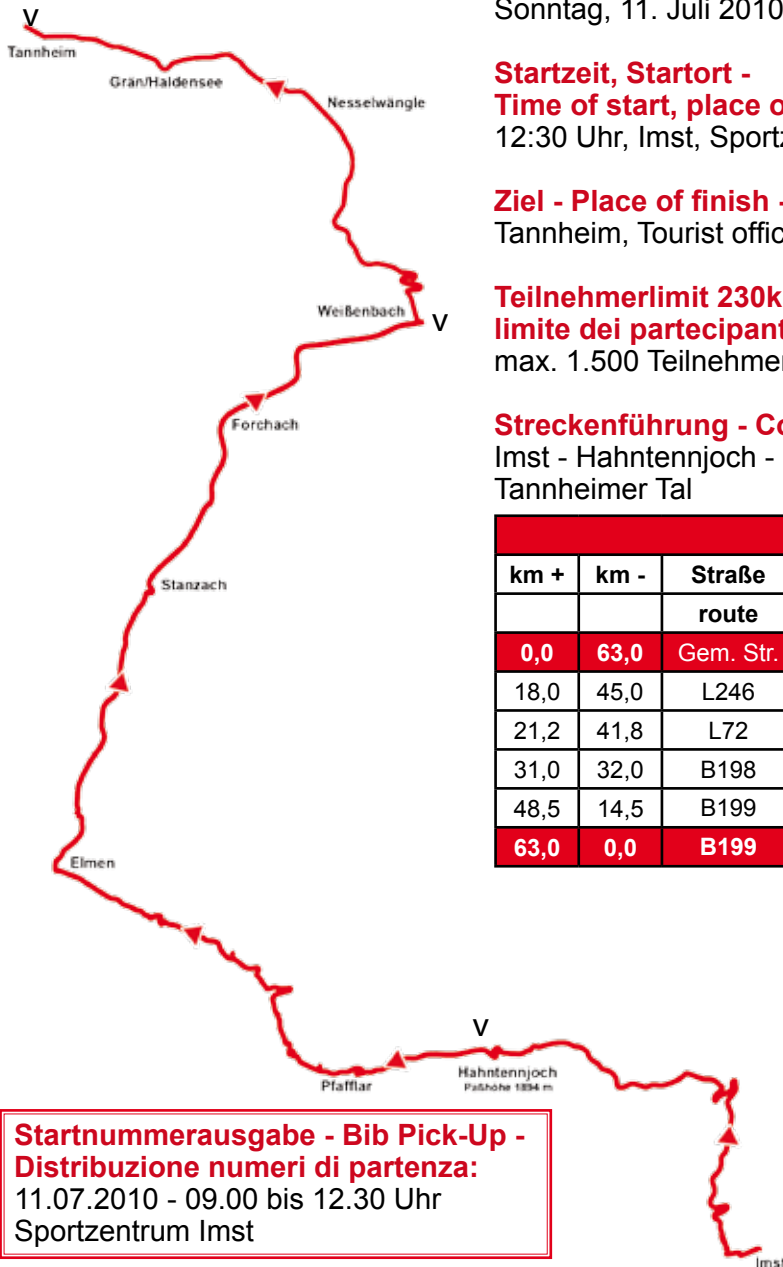 V
Tannheim
Grän/Haldensee
Nesselwängle
Weißenbach
V
Forchach
Stanzach
Elmen
Pfafflar
V
Hahntennjoch
Paßhöhe 1894 m
Imst
Sonntag, 11. Juli 2010
Startzeit, Startort -
Time of start, place o
12:30 Uhr, Imst, Sportz
Ziel - Place of finish -
Tannheim, Tourist offic
Teilnehmerlimit 230k
limite dei partecipant
max. 1.500 Teilnehmer
Streckenführung - Co
Imst - Hahntennjoch -
Tannheimer Tal
km + km - Straße
route
0,0 63,0 Gem. Str.
18,0 45,0 L246
21,2 41,8 L72
31,0 32,0 B198
48,5 14,5 B199
63,0 0,0 B199
Startnummerausgabe - Bib Pick-Up -
Distribuzione numeri di partenza:
11.07.2010 - 09.00 bis 12.30 Uhr
Sportzentrum Imst